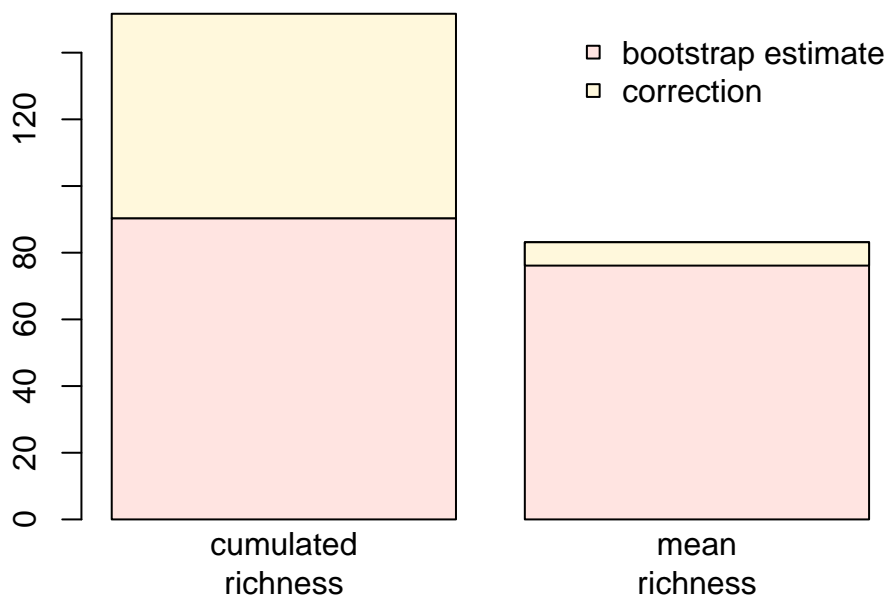 bootstrap estimate
correction
120
80
60
40
20
0
cumulated
richness
mean
richness